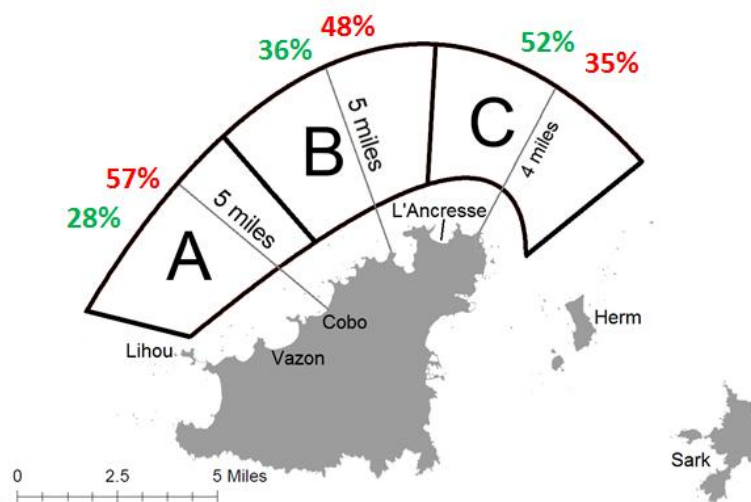 36% 48%
52% 35%
57%
28%
A
5 miles
B
5 miles
C
4 miles
L'Ancresse
Cobo
Lihou
Vazon
Herm
Sark
0 2.5 5 Miles